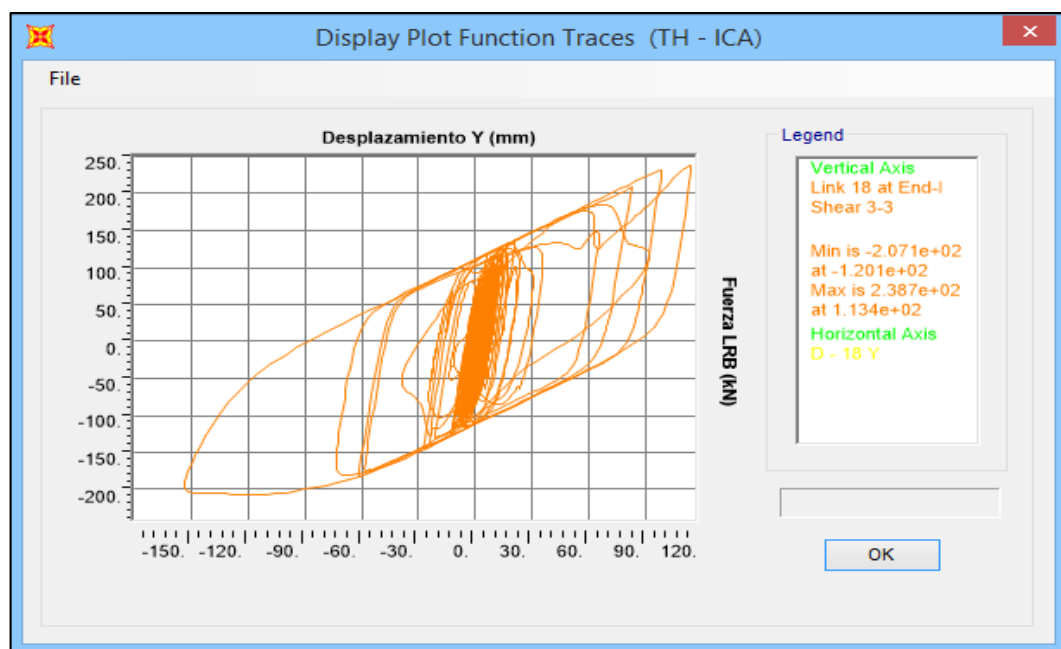 Display Plot Function Traces (TH - ICA)
File
Desplazamiento Y (mm)
250.
200.
150.
100.
50.
0.
-50.
-100.
-150.
-200.
-150. -120. -90. -60. -30. 0. 30. 60. 90. 120.
Fuerza LRB (kN)
Legend
Vertical Axis
Link 18 at End-I
Shear 3-3
Min is -2.071e+02
at -1.201e+02
Max is 2.387e+02
at 1.134e+02
Horizontal Axis
D - 18 Y
OK